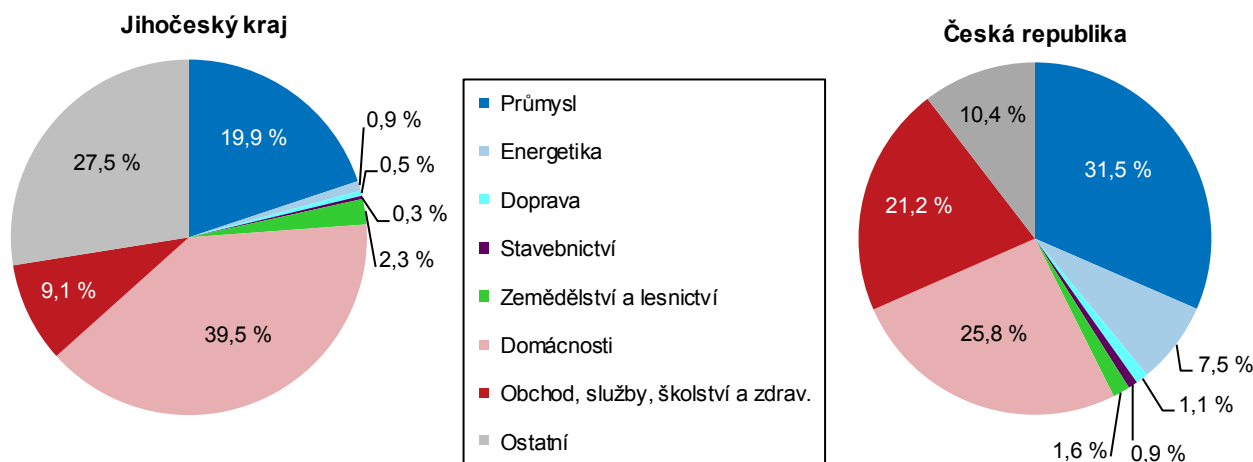 Jihočeský kraj
19,9 %
0,9 %
0,5 %
0,3 %
2,3 %
39,5 %
9,1 %
27,5 %
Průmysl
Energetika
Doprava
Stavebnictví
Zemědělství a lesnictví
Domácnosti
Obchod, služby, školství a zdrav.
Ostatní
Česká republika
31,5 %
7,5 %
1,1 %
0,9 %
1,6 %
25,8 %
21,2 %
10,4 %